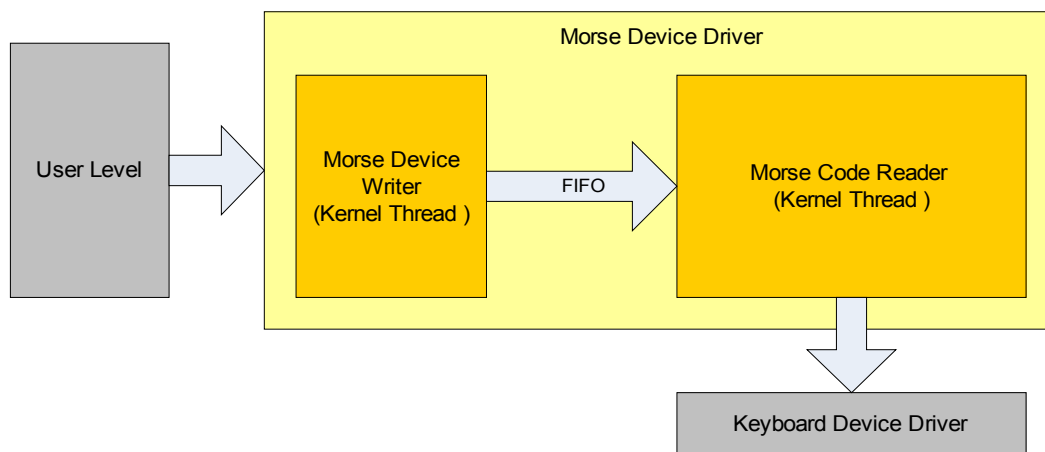 Morse Device Driver
User Level
Morse Device
Writer
(Kernel Thread )
FIFO
Morse Code Reader
(Kernel Thread )
Keyboard Device Driver